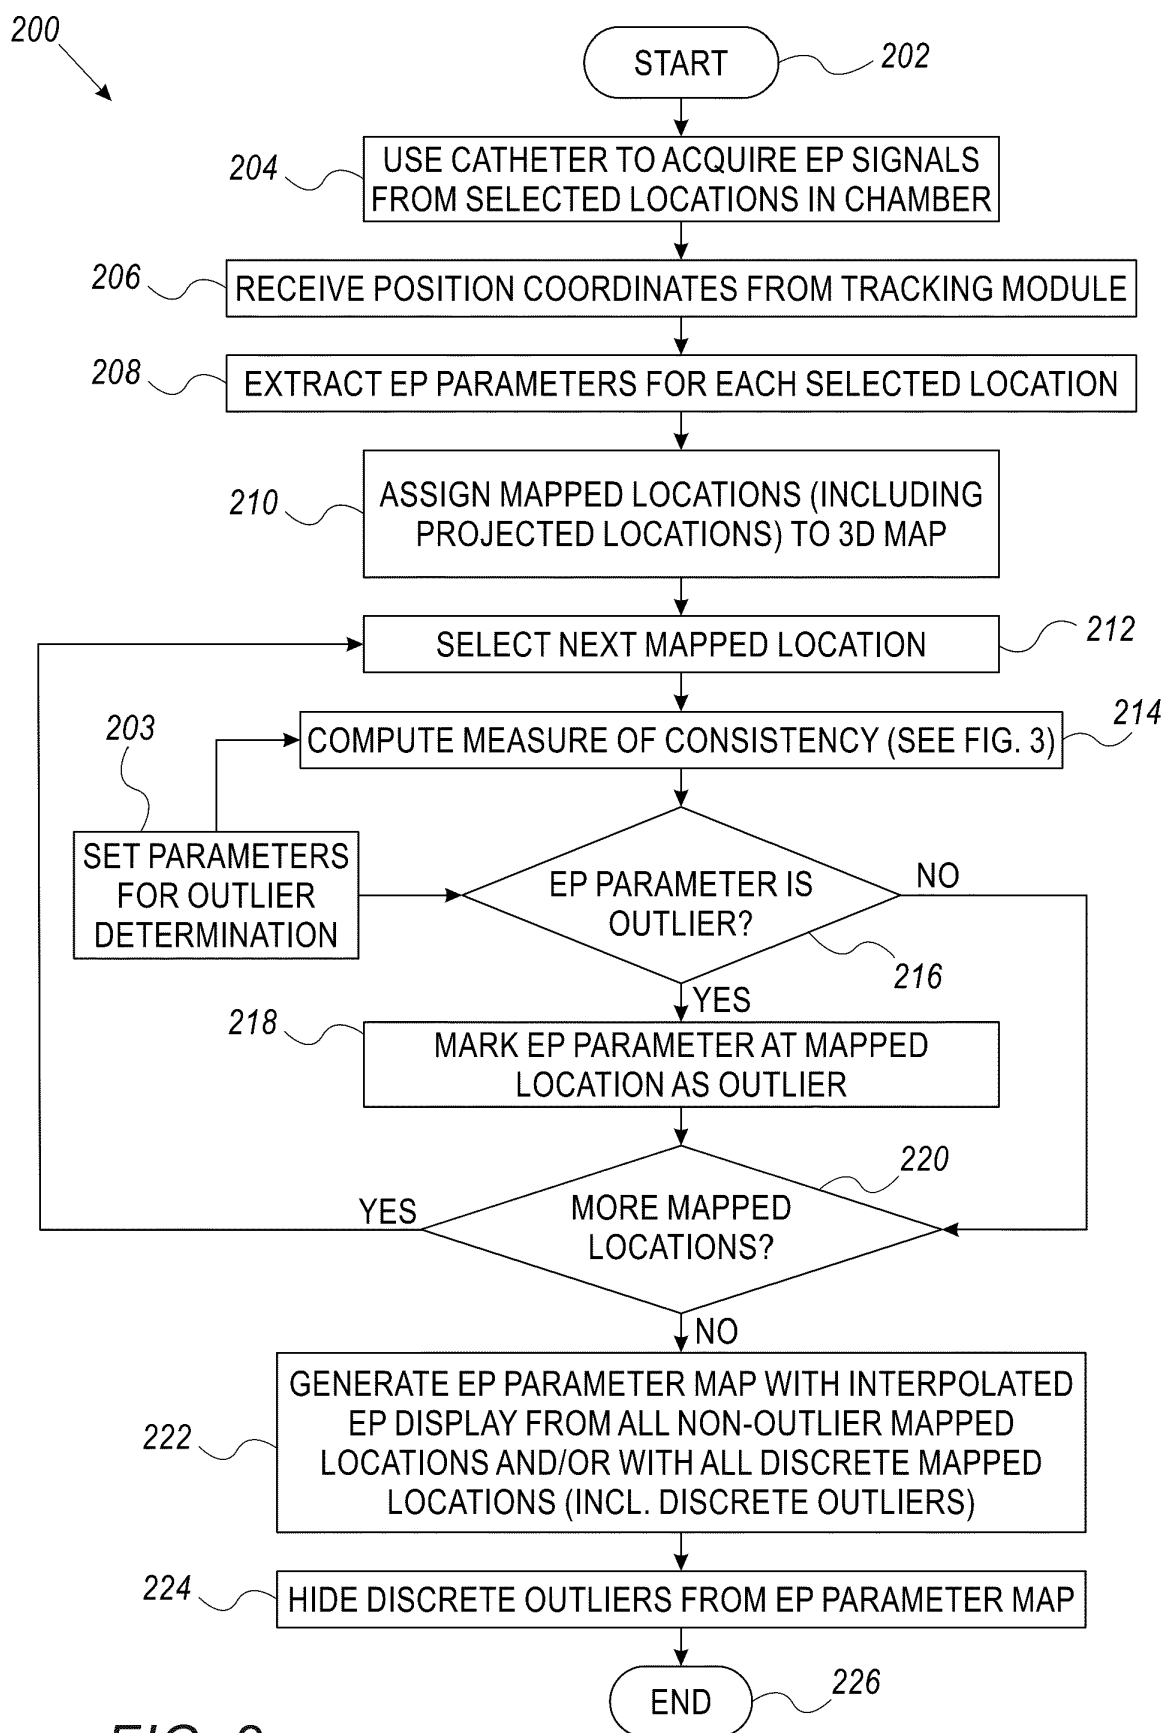 200
START
202
204
USE CATHETER TO ACQUIRE EP SIGNALS
FROM SELECTED LOCATIONS IN CHAMBER
206
RECEIVE POSITION COORDINATES FROM TRACKING MODULE
208
EXTRACT EP PARAMETERS FOR EACH SELECTED LOCATION
210
ASSIGN MAPPED LOCATIONS (INCLUDING
PROJECTED LOCATIONS) TO 3D MAP
SELECT NEXT MAPPED LOCATION
212
203
COMPUTE MEASURE OF CONSISTENCY (SEE FIG. 3)
214
SET PARAMETERS
FOR OUTLIER
DETERMINATION
EP PARAMETER IS
OUTLIER?
NO
216
YES
218
MARK EP PARAMETER AT MAPPED
LOCATION AS OUTLIER
220
YES
MORE MAPPED
LOCATIONS?
NO
222
GENERATE EP PARAMETER MAP WITH INTERPOLATED
EP DISPLAY FROM ALL NON-OUTLIER MAPPED
LOCATIONS AND/OR WITH ALL DISCRETE MAPPED
LOCATIONS (INCL. DISCRETE OUTLIERS)
224
HIDE DISCRETE OUTLIERS FROM EP PARAMETER MAP
END
226